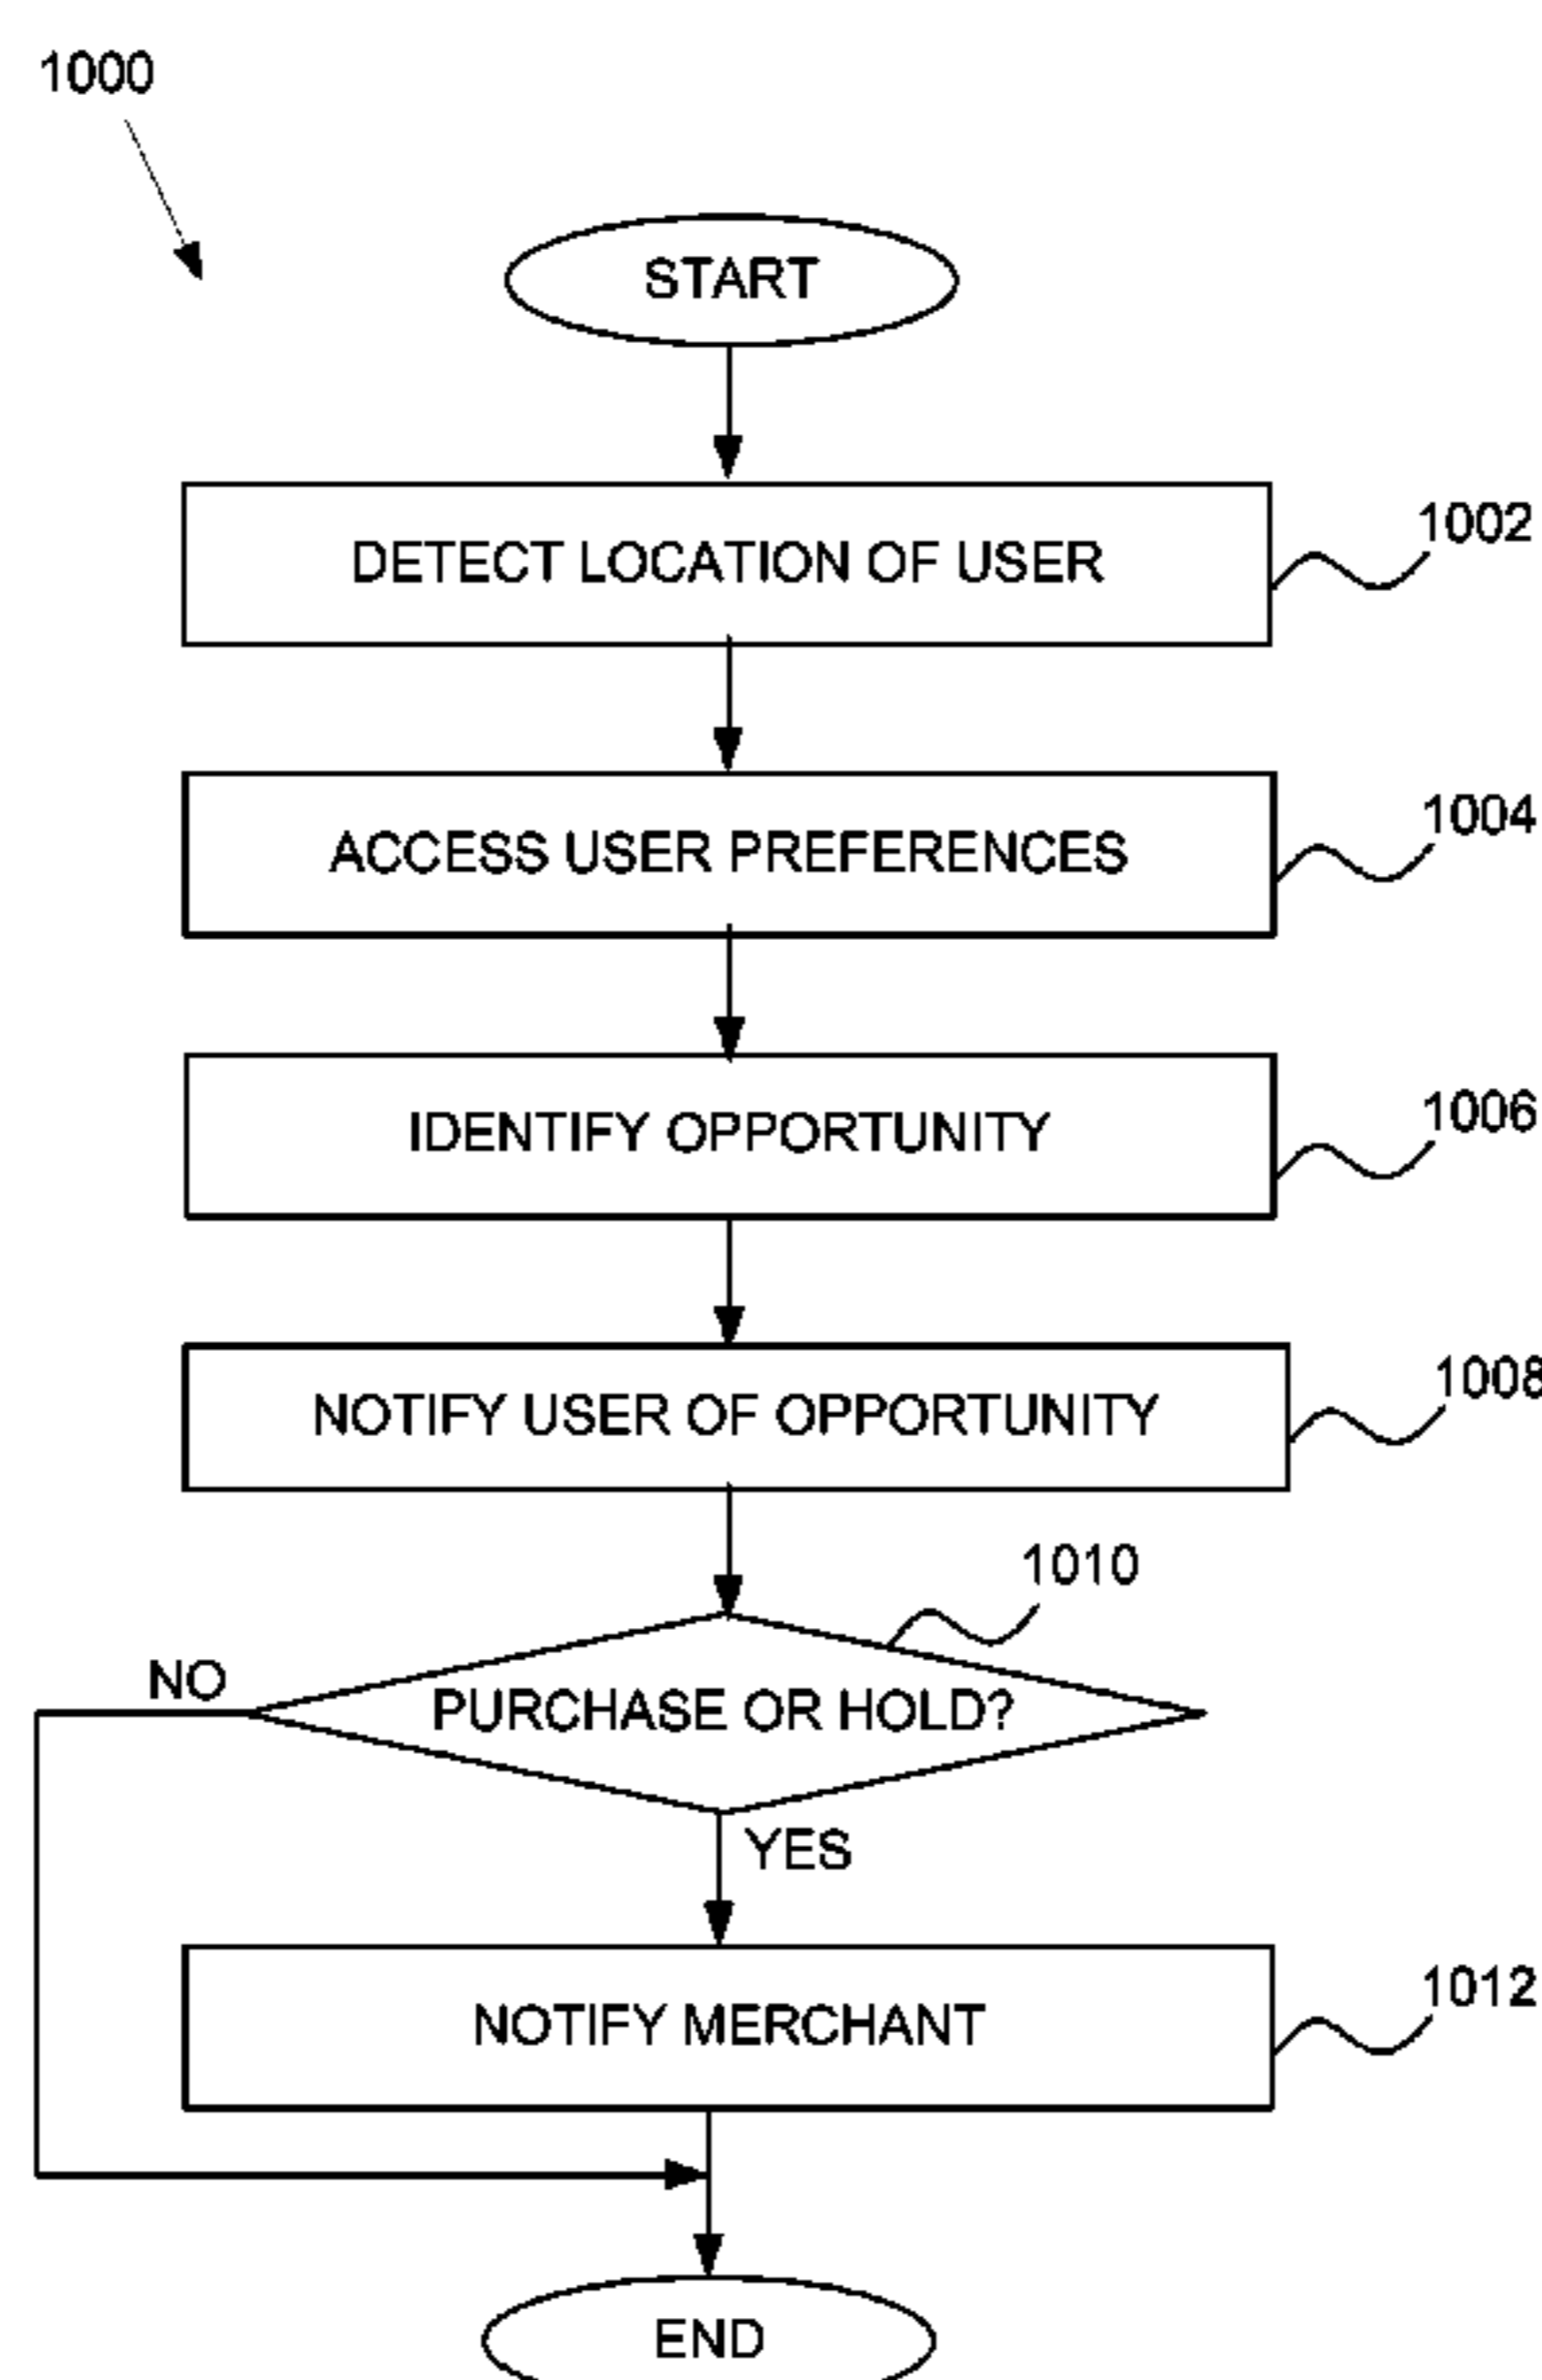 1000
START
DETECT LOCATION OF USER
1002
ACCESS USER PREFERENCES
1004
IDENTIFY OPPORTUNITY
1006
NOTIFY USER OF OPPORTUNITY
1008
1010
NO
PURCHASE OR HOLD?
YES
NOTIFY MERCHANT
1012
END